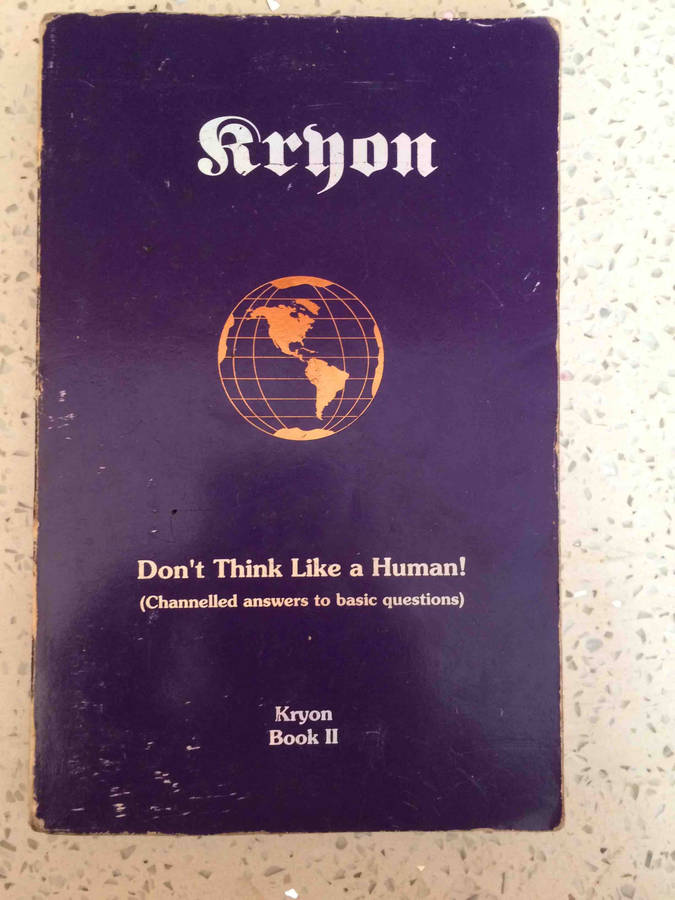 Kryon
Don't Think Like a Human!
(Channelled answers to basic questions)
Kryon
Book II